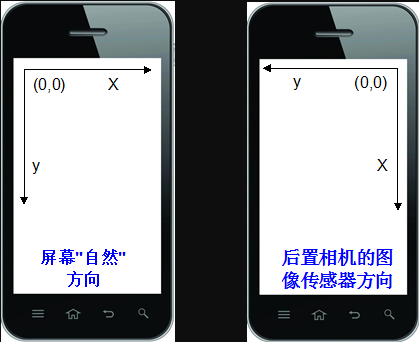 (0,0) X
y
屏幕"自然"
方向
y (0,0)
X
后置相机的图
像传感器方向